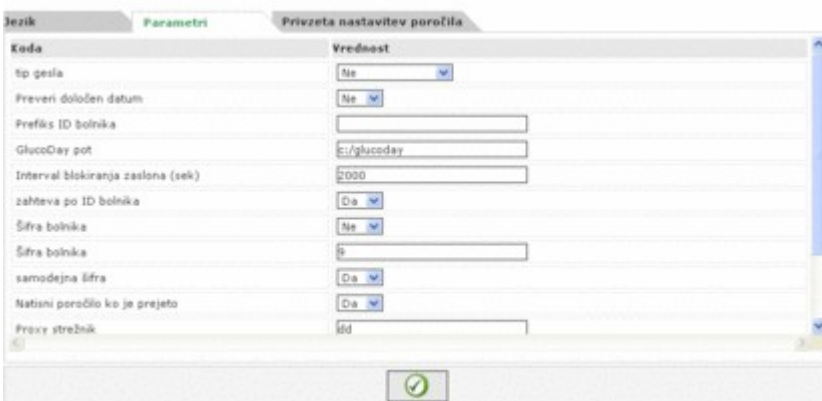 Jezik Parametri Privzeta nastavitev poročila
Koda Vrednost
tip gesla Ne
Preveri določen datum Ne
Prefiks ID bolnika
GlucoDay pot c:/glucoday
Interval blokiranja zaslona (sek) 2000
zahteva po ID bolnika Da
Šifra bolnika Ne
Šifra bolnika 9
samodejna šifra Da
Natisni poročilo ko je prejeto Da
Proxy strežnik dd